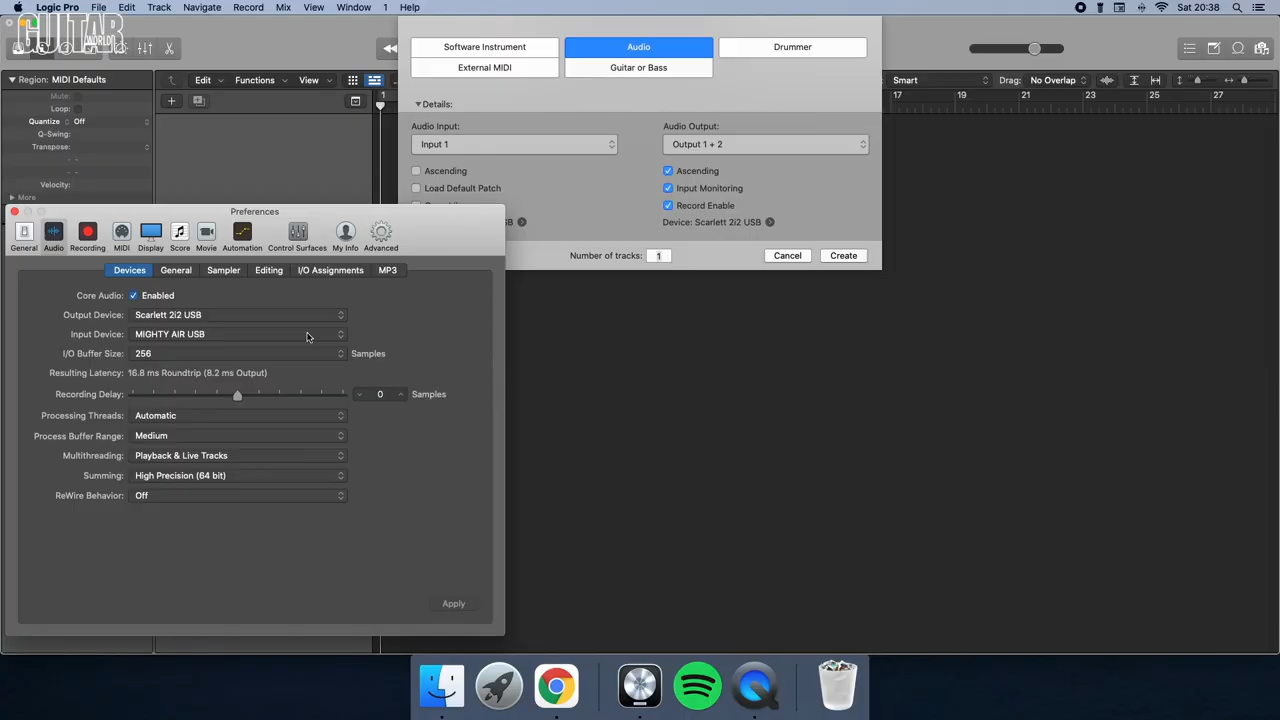 Logic Pro File Edit Track Navigate Record Mix View Window 1 Help
Sat 20:38
GUITAR
WORLD
Software Instrument
Audio
Drummer
External MIDI
Guitar or Bass
Region: MIDI Defaults
Edit Functions View
Smart
Drag: No Overlap
Mute:
Loop:
Quantize Off
Q-Swing:
Transpose:
Velocity:
More
1
17 19 21 23 25 27
Details:
Audio Input:
Audio Output:
Input 1
Output 1 + 2
Ascending
Ascending
Load Default Patch
Input Monitoring
Record Enable
Device: Scarlett 2i2 USB
Number of tracks: 1
Cancel
Create
Preferences
General Audio Recording MIDI Display Score Movie Automation Control Surfaces My Info Advanced
Devices General Sampler Editing I/O Assignments MP3
Core Audio: Enabled
Output Device: Scarlett 2i2 USB
Input Device: MIGHTY AIR USB
I/O Buffer Size: 256 Samples
Resulting Latency: 16.8 ms Roundtrip (8.2 ms Output)
Recording Delay: 0 Samples
Processing Threads: Automatic
Process Buffer Range: Medium
Multithreading: Playback & Live Tracks
Summing: High Precision (64 bit)
ReWire Behavior: Off
Apply